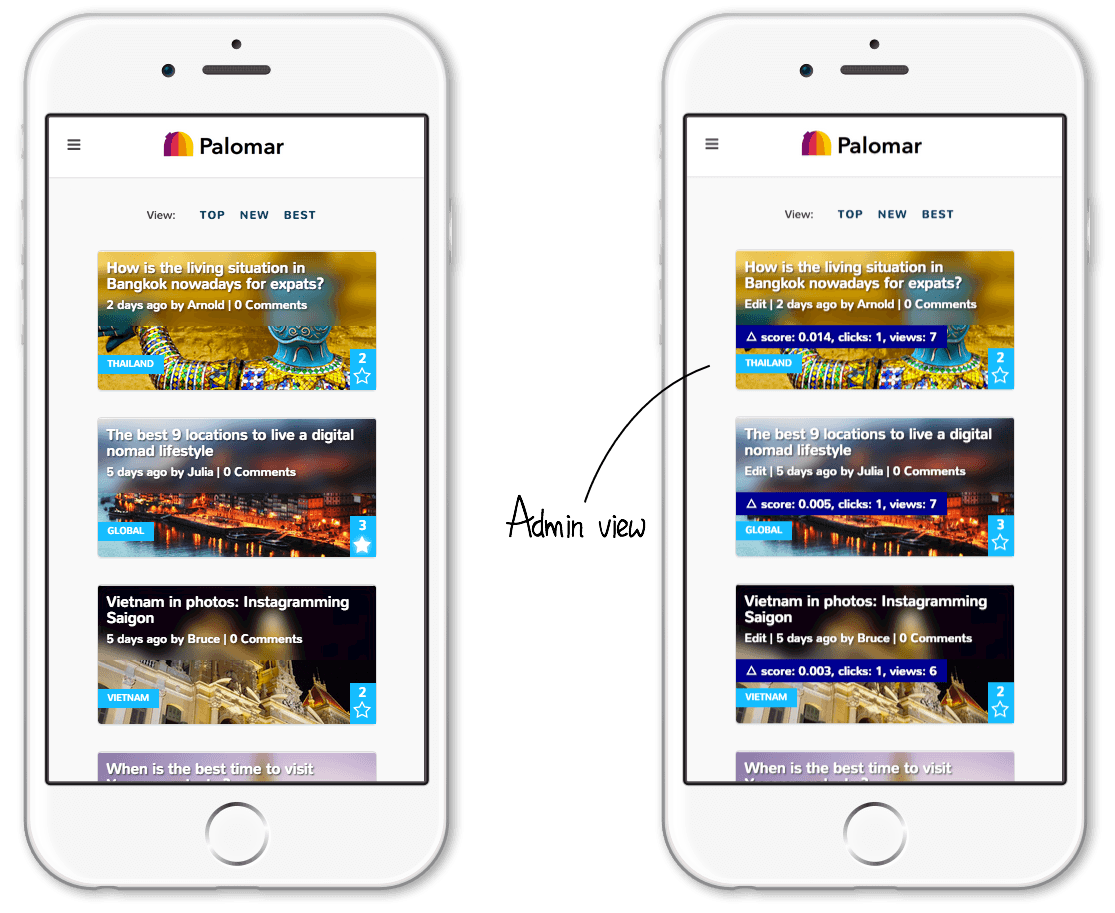 Palomar
View: TOP NEW BEST
How is the living situation in
Bangkok nowadays for expats?
2 days ago by Arnold | 0 Comments
THAILAND
2
The best 9 locations to live a digital
nomad lifestyle
5 days ago by Julia | 0 Comments
GLOBAL
3
Vietnam in photos: Instagramming
Saigon
5 days ago by Bruce | 0 Comments
VIETNAM
2
When is the best time to visit
Admin view
Palomar
View: TOP NEW BEST
How is the living situation in
Bangkok nowadays for expats?
Edit | 2 days ago by Arnold | 0 Comments
△ score: 0.014, clicks: 1, views: 7
THAILAND
2
The best 9 locations to live a digital
nomad lifestyle
Edit | 5 days ago by Julia | 0 Comments
△ score: 0.005, clicks: 1, views: 7
GLOBAL
3
Vietnam in photos: Instagramming
Saigon
Edit | 5 days ago by Bruce | 0 Comments
△ score: 0.003, clicks: 1, views: 6
VIETNAM
2
When is the best time to visit